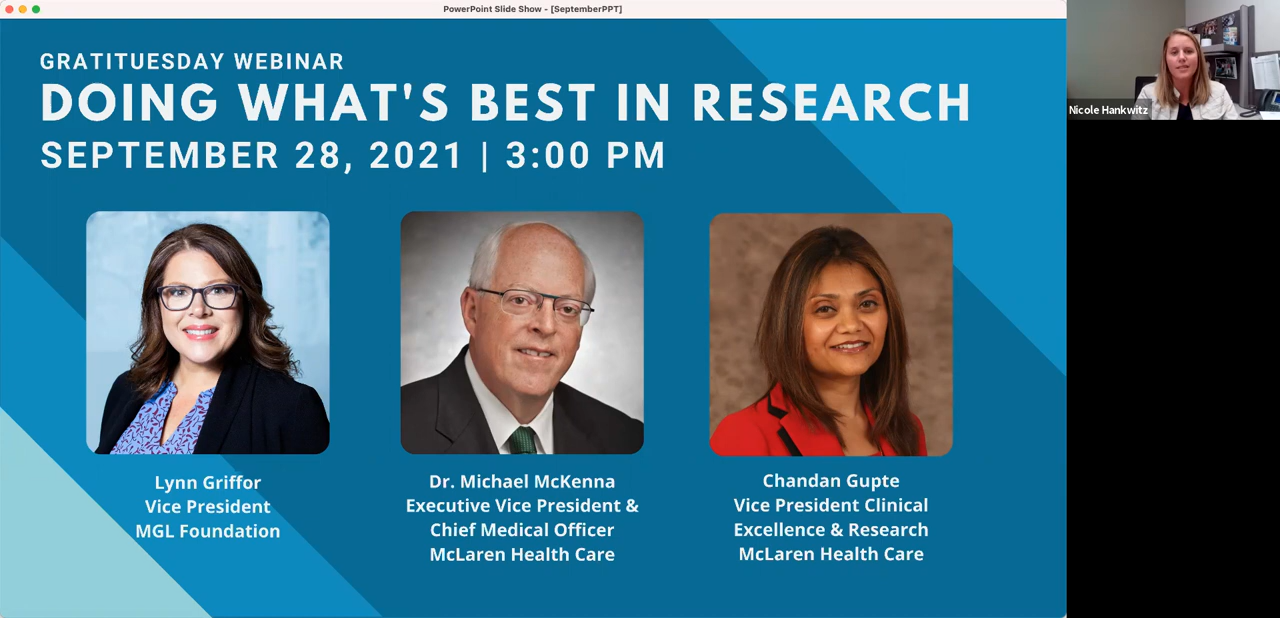 PowerPoint Slide Show - [SeptemberPPT]
GRATITUESDAY WEBINAR
DOING WHAT'S BEST IN RESEARCH
SEPTEMBER 28, 2021 | 3:00 PM
Nicole Hankwitz
Lynn Griffor
Vice President
MGL Foundation
Dr. Michael McKenna
Executive Vice President &
Chief Medical Officer
McLaren Health Care
Chandan Gupte
Vice President Clinical
Excellence & Research
McLaren Health Care